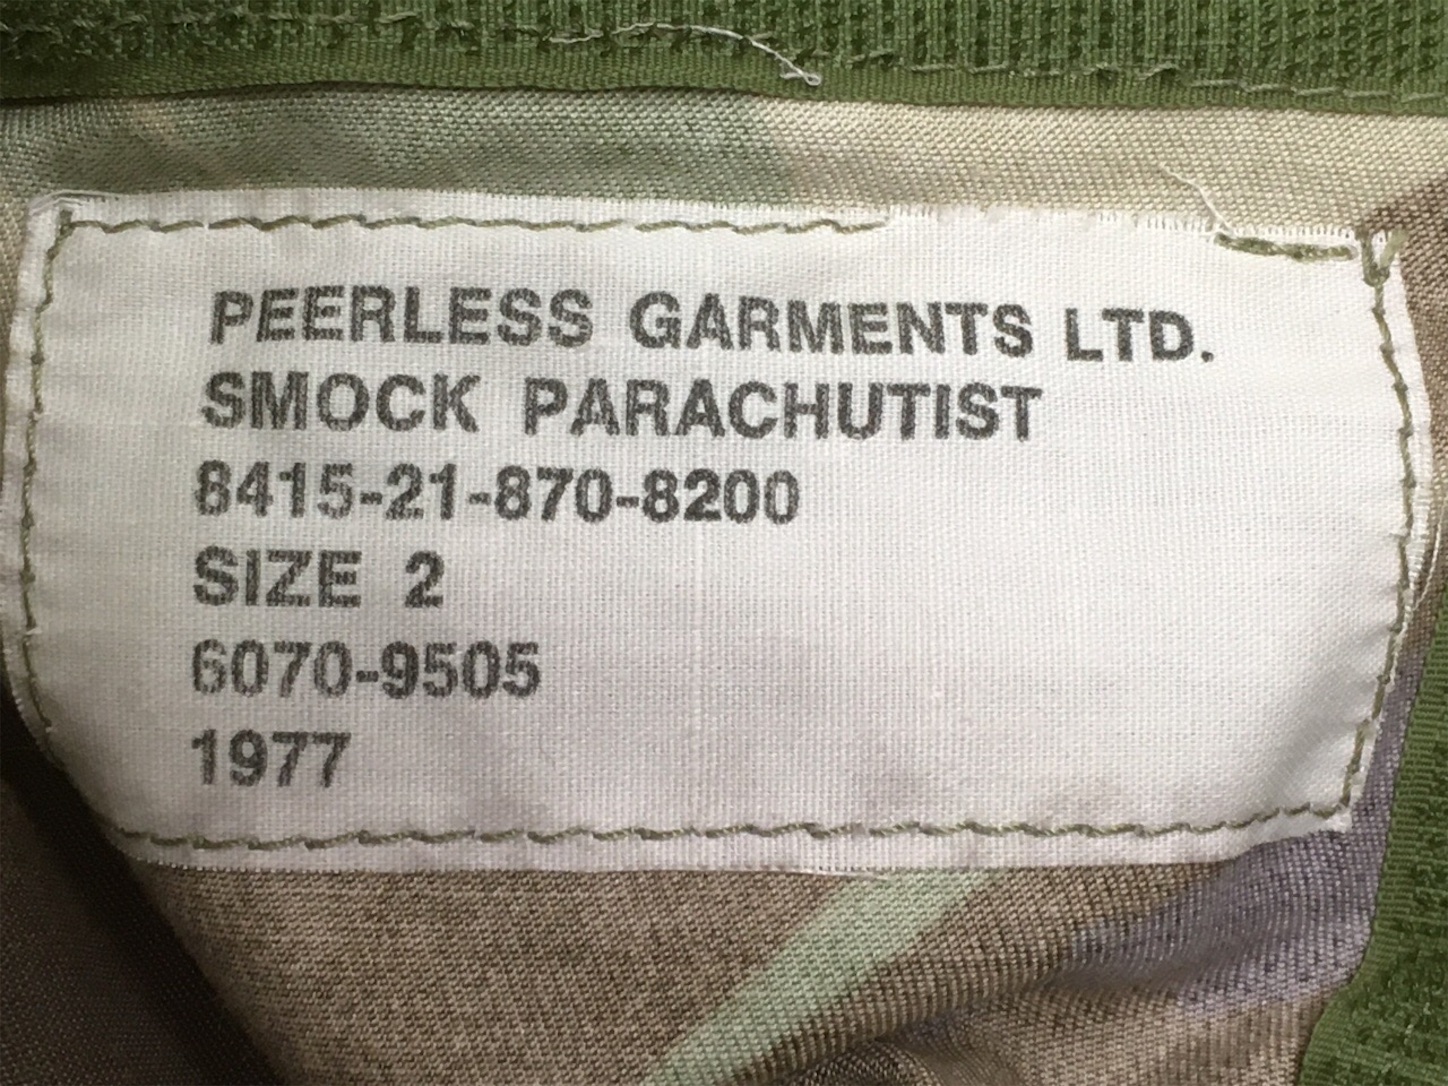 PEERLESS GARMENTS LTD.
SMOCK PARACHUTIST
8415-21-870-8200
SIZE 2
6070-9505
1977